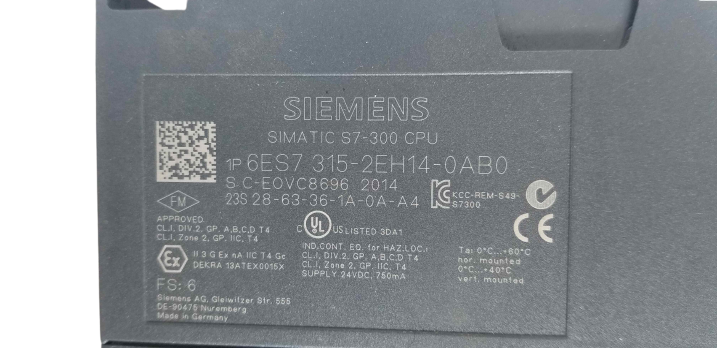 SIEMENS
SIMATIC S7-300 CPU
1P 6ES7 315-2EH14-0AB0
S C-E0VC8696 2014
23S 28-63-36-1A-0A-A4
KCC-REM-S49-
S7300
FM
APPROVED
CL.I, DIV.2, GP. A,B,C,D T4
CL.I, Zone 2, GP. IIC, T4
C UL US LISTED 3DA1
IND.CONT. EQ. for HAZ.LOC.:
CL.I, DIV.2, GP. A,B,C,D T4
CL.I, Zone 2, GP. IIC, T4
SUPPLY 24VDC, 750mA
CE
Ta: 0°C...+60°C
hor. mounted
0°C...+40°C
vert. mounted
Ex
II 3 G Ex nA IIC T4 Gc
DEKRA 13ATEX0015X
FS: 6
Siemens AG, Gleiwitzer Str. 555
DE-90475 Nuremberg
Made in Germany